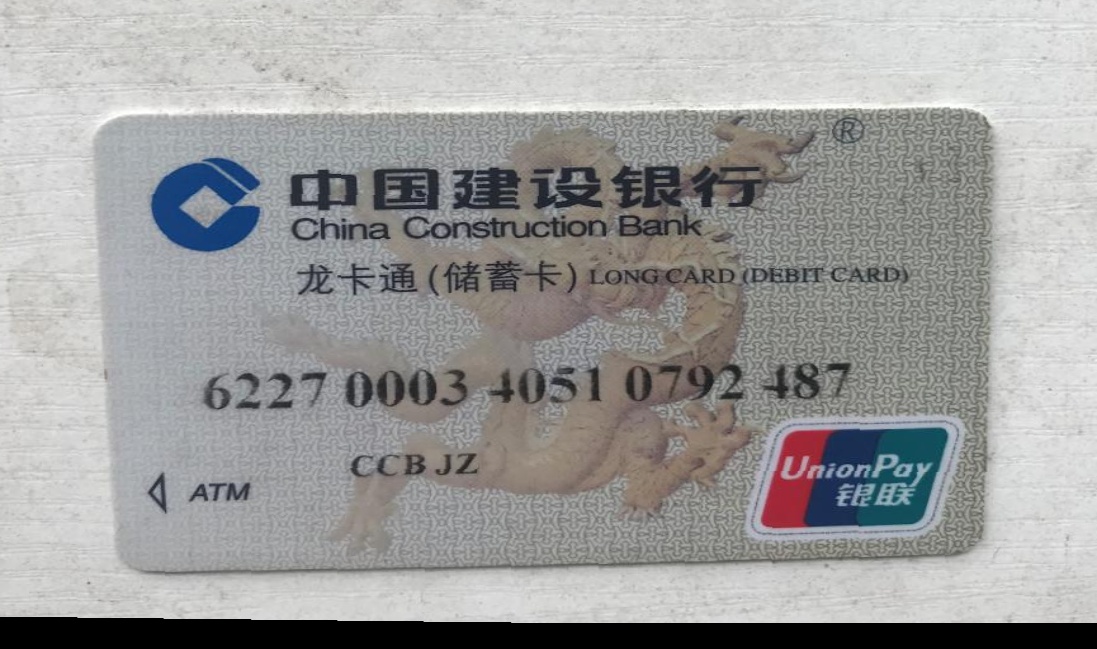 ®
中国建设银行
China Construction Bank
龙卡通(储蓄卡) LONG CARD (DEBIT CARD)
6227 0003 4051 0792 487
CCB JZ
ATM
UnionPay
银联